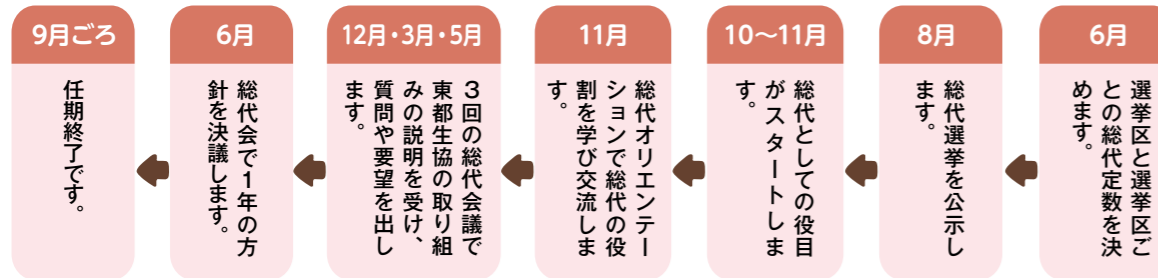 6月
選挙区と選挙区ご
との総代定数を決
めます。
8月
総代選挙を公示し
ます。
10〜11月
総代としての役目
がスタートしま
す。
11月
総代オリエンテー
ションで総代の役
割を学び交流しま
す。
12月・3月・5月
3回の総代会議で
東都生協の取り組
みの説明を受け、
質問や要望を出し
ます。
6月
総代会で1年の方
針を決議します。
9月ごろ
任期終了です。